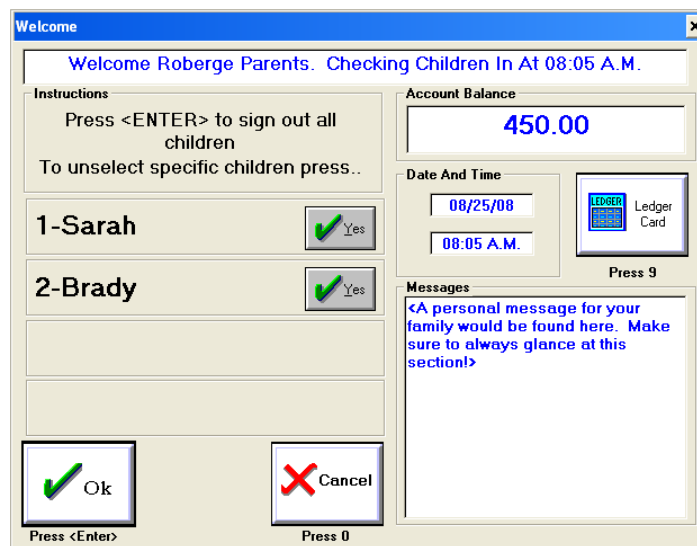 Welcome
Welcome Roberge Parents.  Checking Children In At 08:05 A.M.
Instructions
Press <ENTER> to sign out all
children
To unselect specific children press..
1-Sarah
Yes
2-Brady
Yes
Ok
Press <Enter>
Cancel
Press 0
Account Balance
450.00
Date And Time
08/25/08
08:05 A.M.
LEDGER
Ledger
Card
Press 9
Messages
<A personal message for your
family would be found here.  Make
sure to always glance at this
section!>